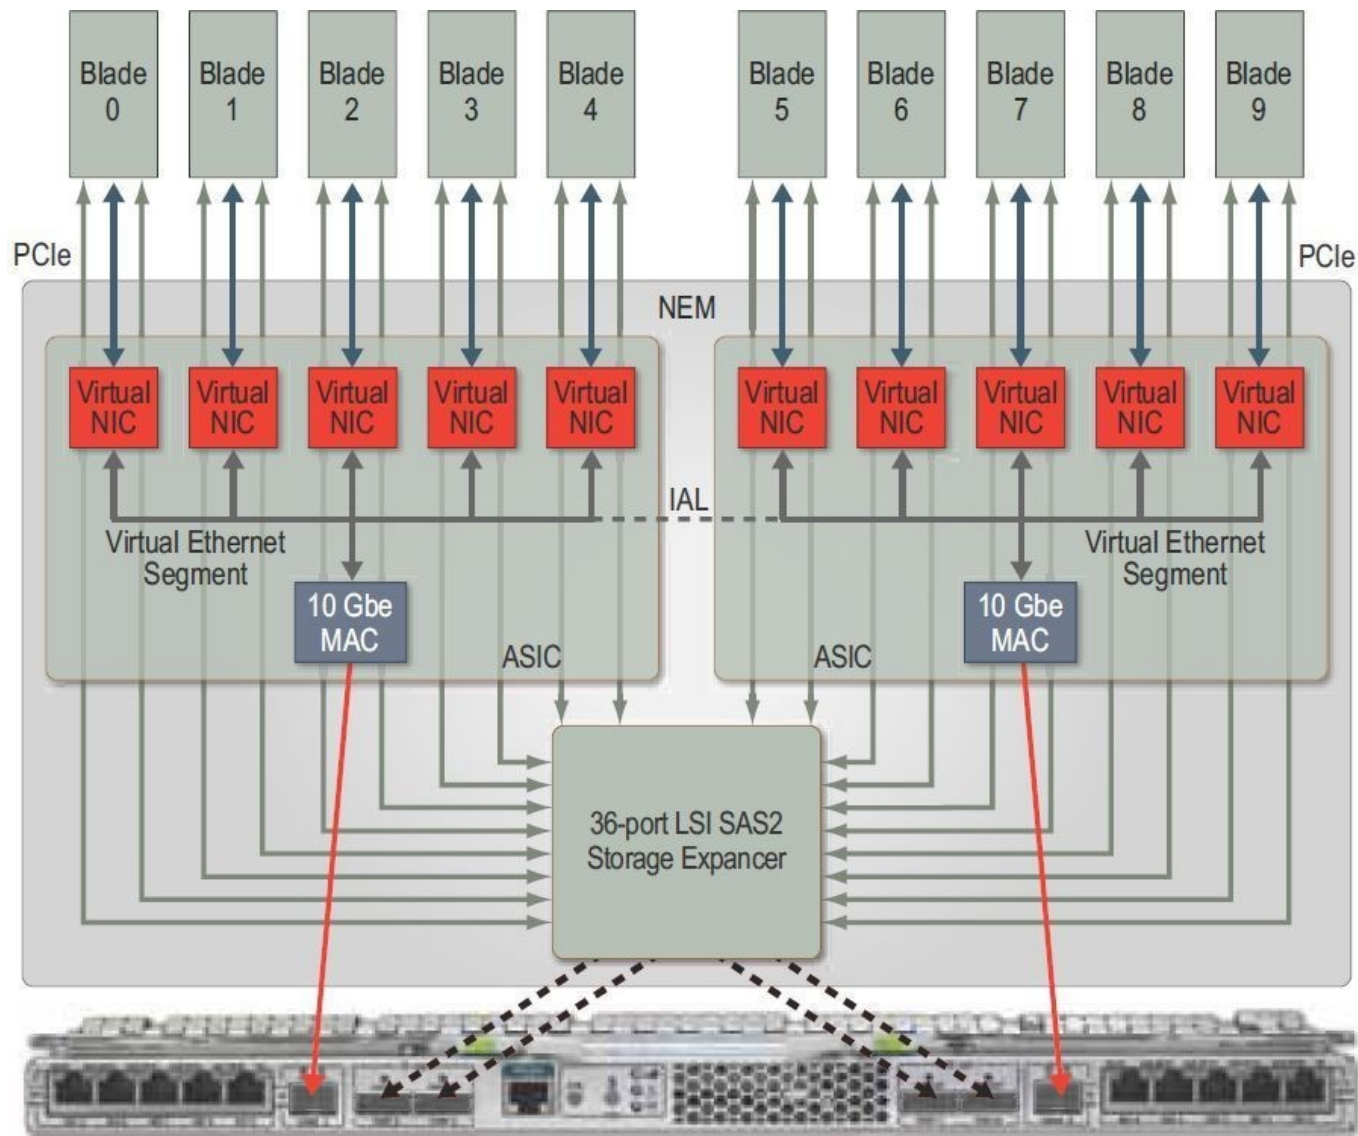 Blade
0
Blade
1
Blade
2
Blade
3
Blade
4
Blade
5
Blade
6
Blade
7
Blade
8
Blade
9
PCIe
PCIe
NEM
Virtual
NIC
Virtual
NIC
Virtual
NIC
Virtual
NIC
Virtual
NIC
Virtual
NIC
Virtual
NIC
Virtual
NIC
Virtual
NIC
Virtual
NIC
IAL
Virtual Ethernet
Segment
Virtual Ethernet
Segment
10 Gbe
MAC
10 Gbe
MAC
ASIC
ASIC
36-port LSI SAS2
Storage Expancer